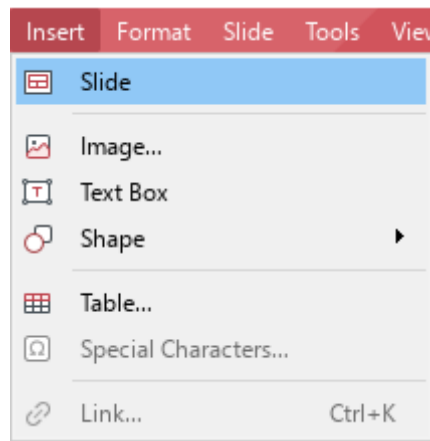 Insert Format Slide Tools View
Slide
Image...
Text Box
Shape
Table...
Special Characters...
Link... Ctrl+K